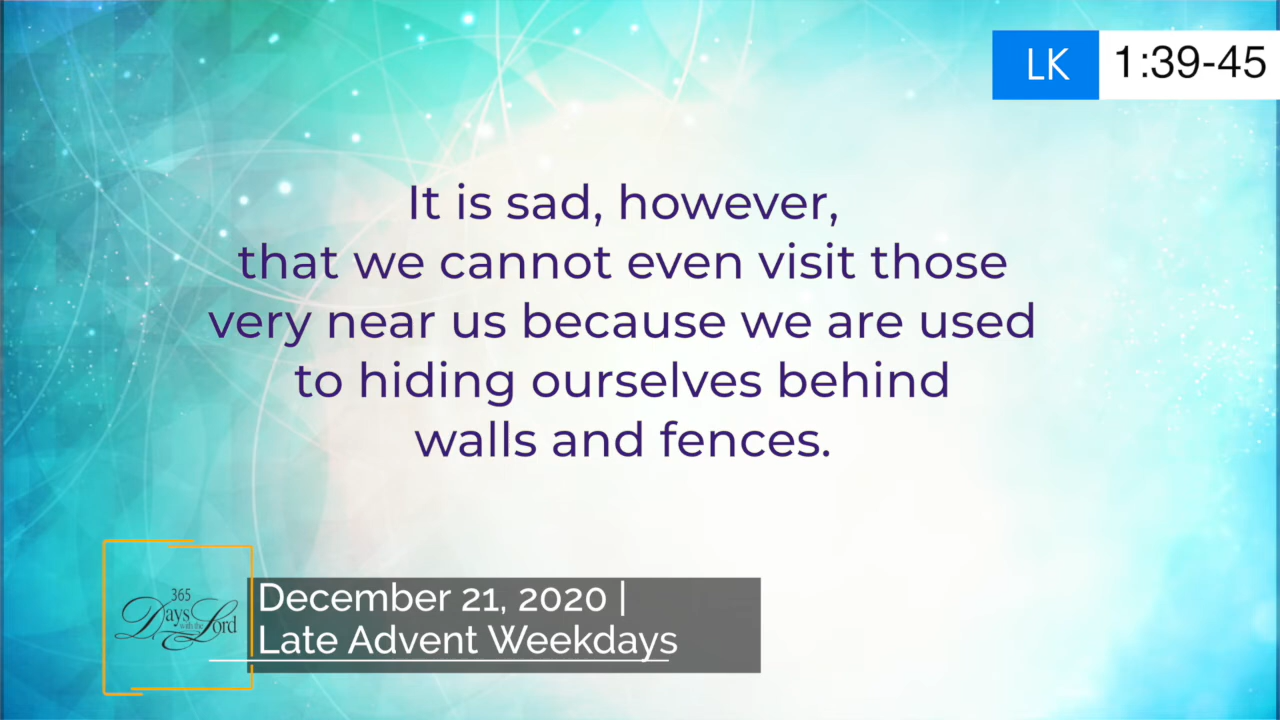 LK 1:39-45
It is sad, however,
that we cannot even visit those
very near us because we are used
to hiding ourselves behind
walls and fences.
365
Days with the Lord
December 21, 2020 |
Late Advent Weekdays